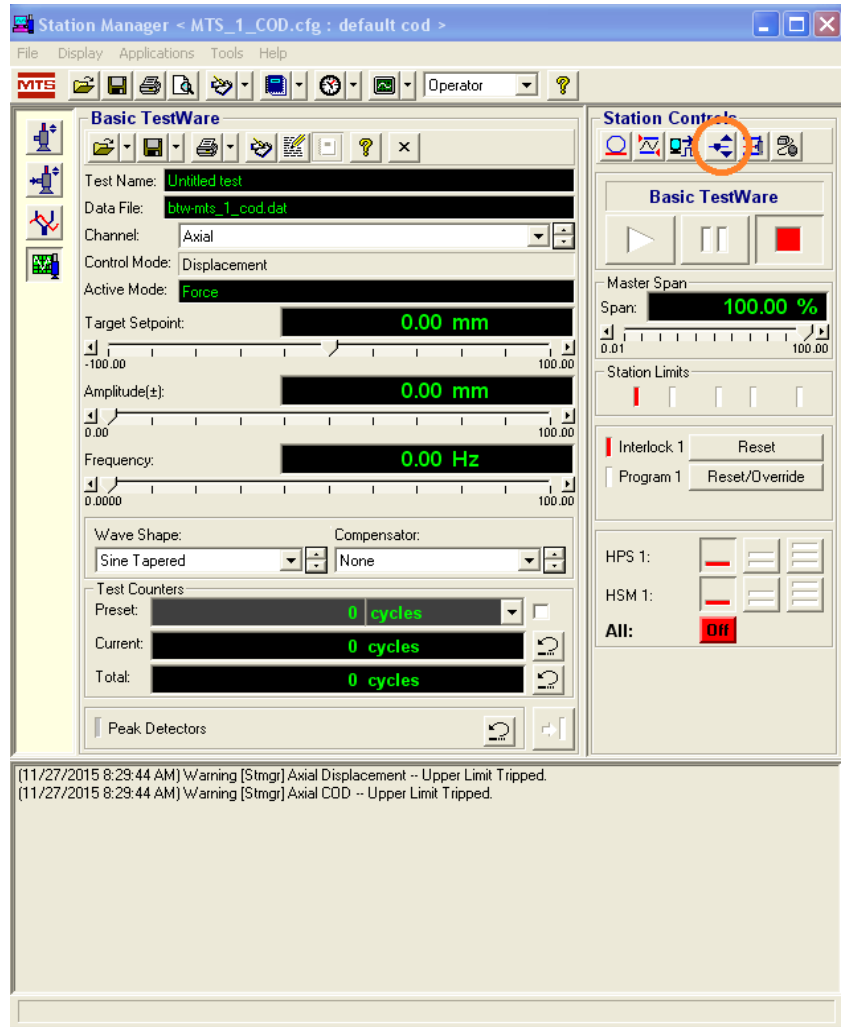 Station Manager < MTS_1_COD.cfg : default cod >
File Display Applications Tools Help
MTS Operator
Basic TestWare
Test Name: Untitled test
Data File: btw-mts_1_cod.dat
Channel: Axial
Control Mode: Displacement
Active Mode: Force
Target Setpoint: 0.00 mm
-100.00 100.00
Amplitude(±): 0.00 mm
0.00 100.00
Frequency: 0.00 Hz
0.0000 100.00
Wave Shape: Compensator:
Sine Tapered None
Test Counters
Preset: 0 cycles
Current: 0 cycles
Total: 0 cycles
Peak Detectors
Station Controls
Basic TestWare
Master Span
Span: 100.00 %
0.01 100.00
Station Limits
Interlock 1 Reset
Program 1 Reset/Override
HPS 1:
HSM 1:
All: Off
(11/27/2015 8:29:44 AM) Warning [Stmgr] Axial Displacement -- Upper Limit Tripped.
(11/27/2015 8:29:44 AM) Warning [Stmgr] Axial COD -- Upper Limit Tripped.